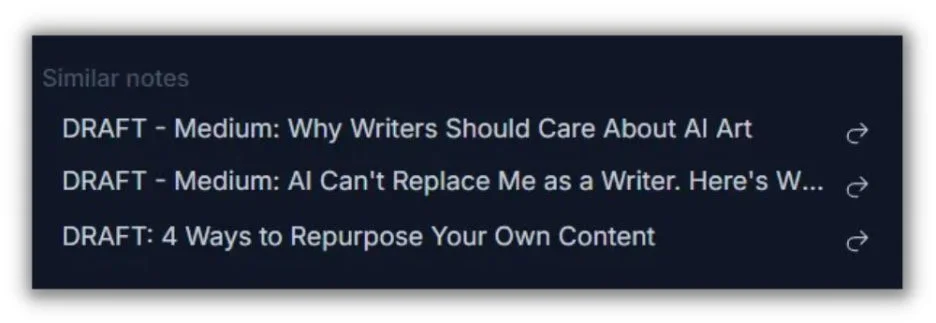 Similar notes
DRAFT - Medium: Why Writers Should Care About AI Art
DRAFT - Medium: AI Can't Replace Me as a Writer. Here's W...
DRAFT: 4 Ways to Repurpose Your Own Content